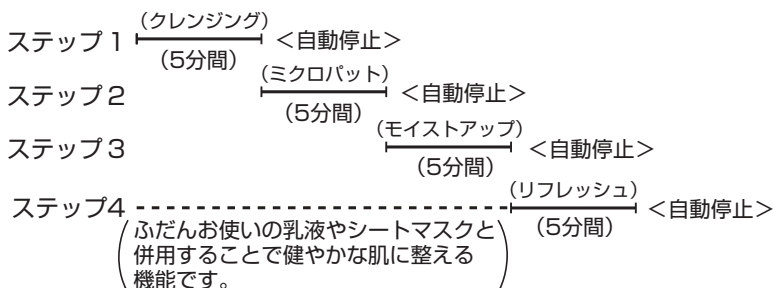 (クレンジング)
ステップ1 <自動停止>
(5分間)
(ミクロパット)
ステップ2 <自動停止>
(5分間)
(モイストアップ)
ステップ3 <自動停止>
(5分間)
(リフレッシュ)
ステップ4 <自動停止>
(5分間)
(ふだんお使いの乳液やシートマスクと
併用することで健やかな肌に整える
機能です。)